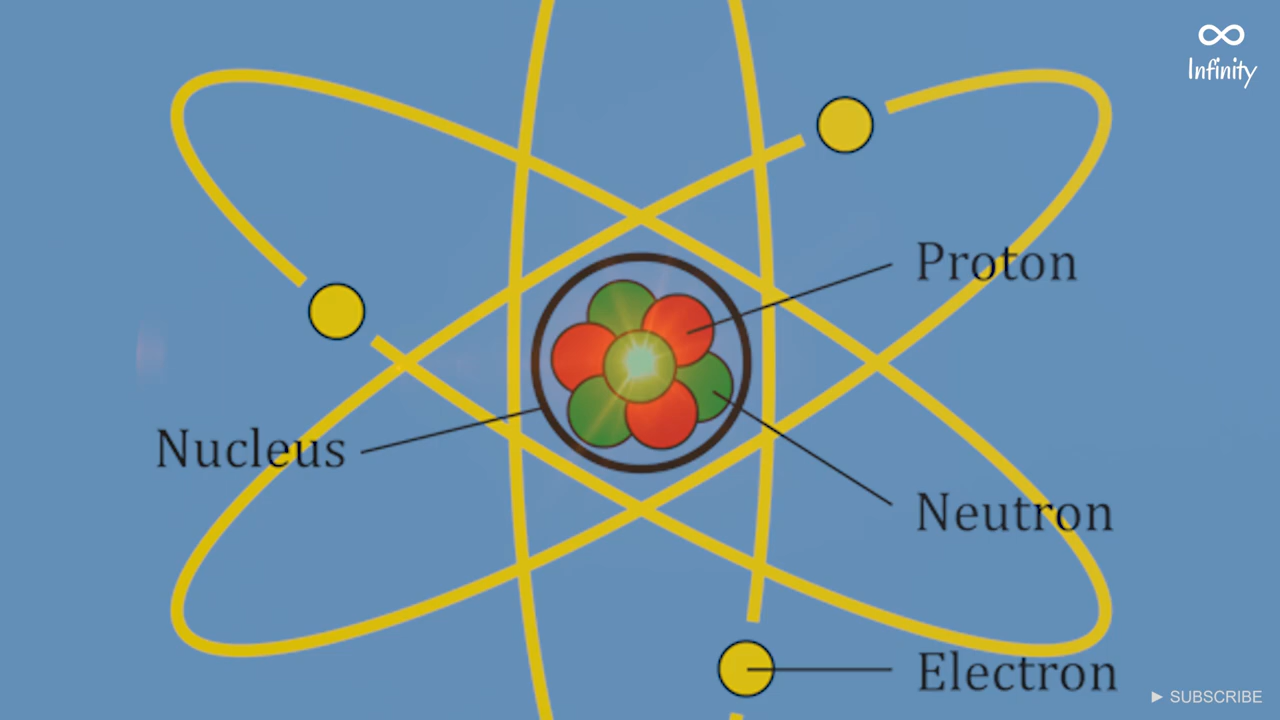 ∞
Infinity
Proton
Nucleus
Neutron
Electron
► SUBSCRIBE